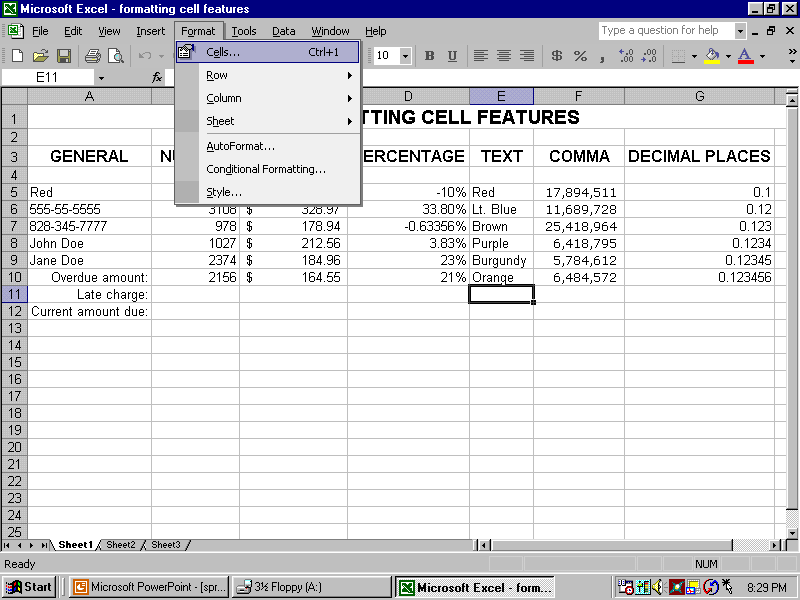 Microsoft Excel - formatting cell features
File Edit View Insert Format Tools Data Window Help Type a question for help
10 B U $ % ,
E11 fx
Cells... Ctrl+1
Row
Column
Sheet
AutoFormat...
Conditional Formatting...
Style...
A D E F G
1 TTING CELL FEATURES
2
3 GENERAL NU ERCENTAGE TEXT COMMA DECIMAL PLACES
4
5 Red -10% Red 17,894,511 0.1
6 555-55-5555 3108 $ 328.97 33.80% Lt. Blue 11,689,728 0.12
7 828-345-7777 978 $ 178.94 -0.63356% Brown 25,418,964 0.123
8 John Doe 1027 $ 212.56 3.83% Purple 6,418,795 0.1234
9 Jane Doe 2374 $ 184.96 23% Burgundy 5,784,612 0.12345
10 Overdue amount: 2156 $ 164.55 21% Orange 6,484,572 0.123456
11 Late charge:
12 Current amount due:
13
14
15
16
17
18
19
20
21
22
23
24
25
Sheet1 Sheet2 Sheet3
Ready NUM
Start Microsoft PowerPoint - [spr... 3½ Floppy (A:) Microsoft Excel - form... 8:29 PM